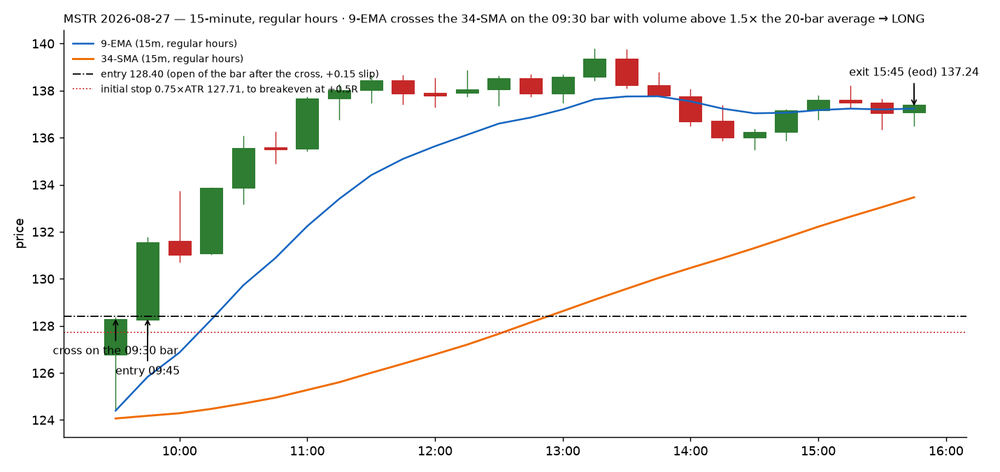 MSTR 2026-08-27 — 15-minute, regular hours · 9-EMA crosses the 34-SMA on the 09:30 bar with volume above 1.5× the 20-bar average → LONG
9-EMA (15m, regular hours)
34-SMA (15m, regular hours)
entry 128.40 (open of the bar after the cross, +0.15 slip)
initial stop 0.75×ATR 127.71, to breakeven at +0.5R
exit 15:45 (eod) 137.24
cross on the 09:30 bar
entry 09:45
price
140
138
136
134
132
130
128
126
124
10:00
11:00
12:00
13:00
14:00
15:00
16:00